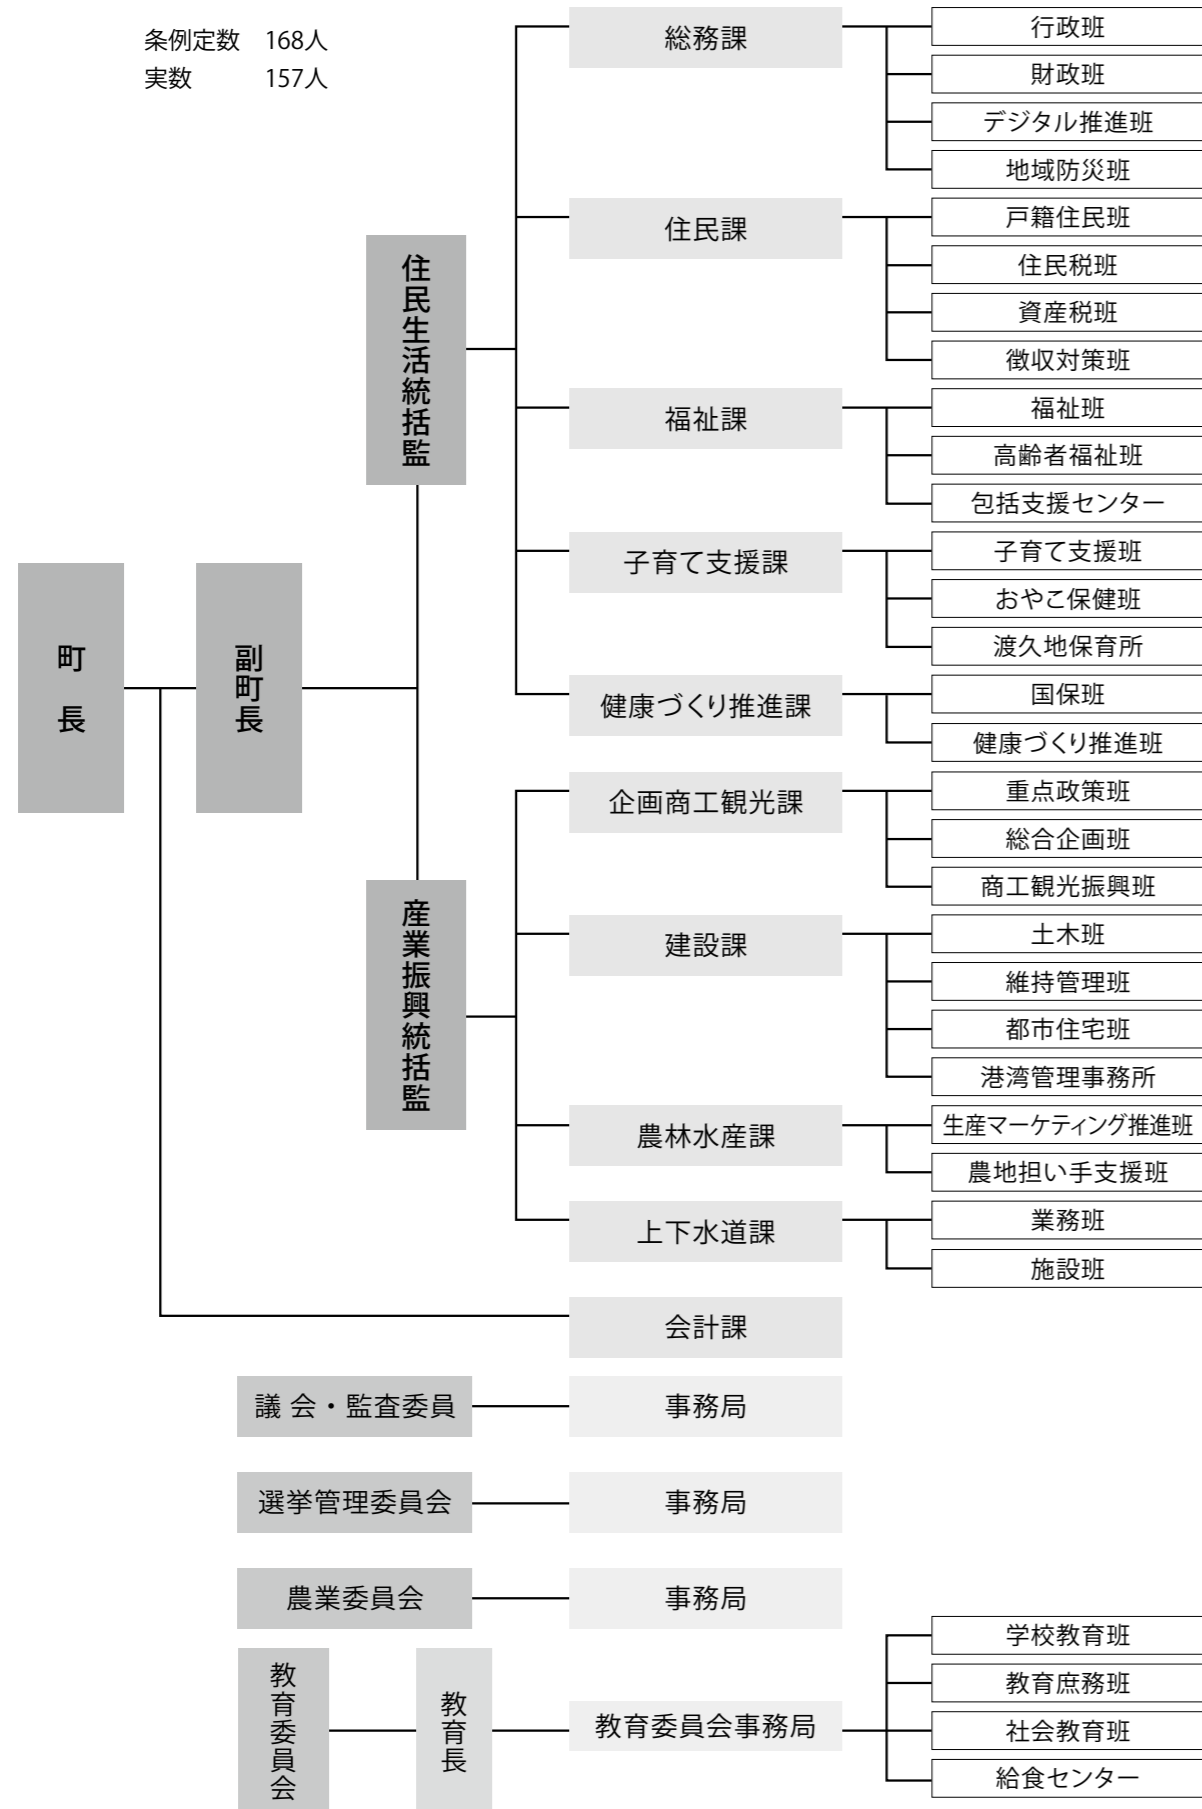 条例定数 168人
実数 157人
町長
副町長
住民生活統括監
総務課
行政班
財政班
デジタル推進班
地域防災班
住民課
戸籍住民班
住民税班
資産税班
徴収対策班
福祉課
福祉班
高齢者福祉班
包括支援センター
子育て支援課
子育て支援班
おやこ保健班
渡久地保育所
健康づくり推進課
国保班
健康づくり推進班
産業振興統括監
企画商工観光課
重点政策班
総合企画班
商工観光振興班
建設課
土木班
維持管理班
都市住宅班
港湾管理事務所
農林水産課
生産マーケティング推進班
農地担い手支援班
上下水道課
業務班
施設班
会計課
議会・監査委員
事務局
選挙管理委員会
事務局
農業委員会
事務局
教育委員会
教育長
教育委員会事務局
学校教育班
教育庶務班
社会教育班
給食センター